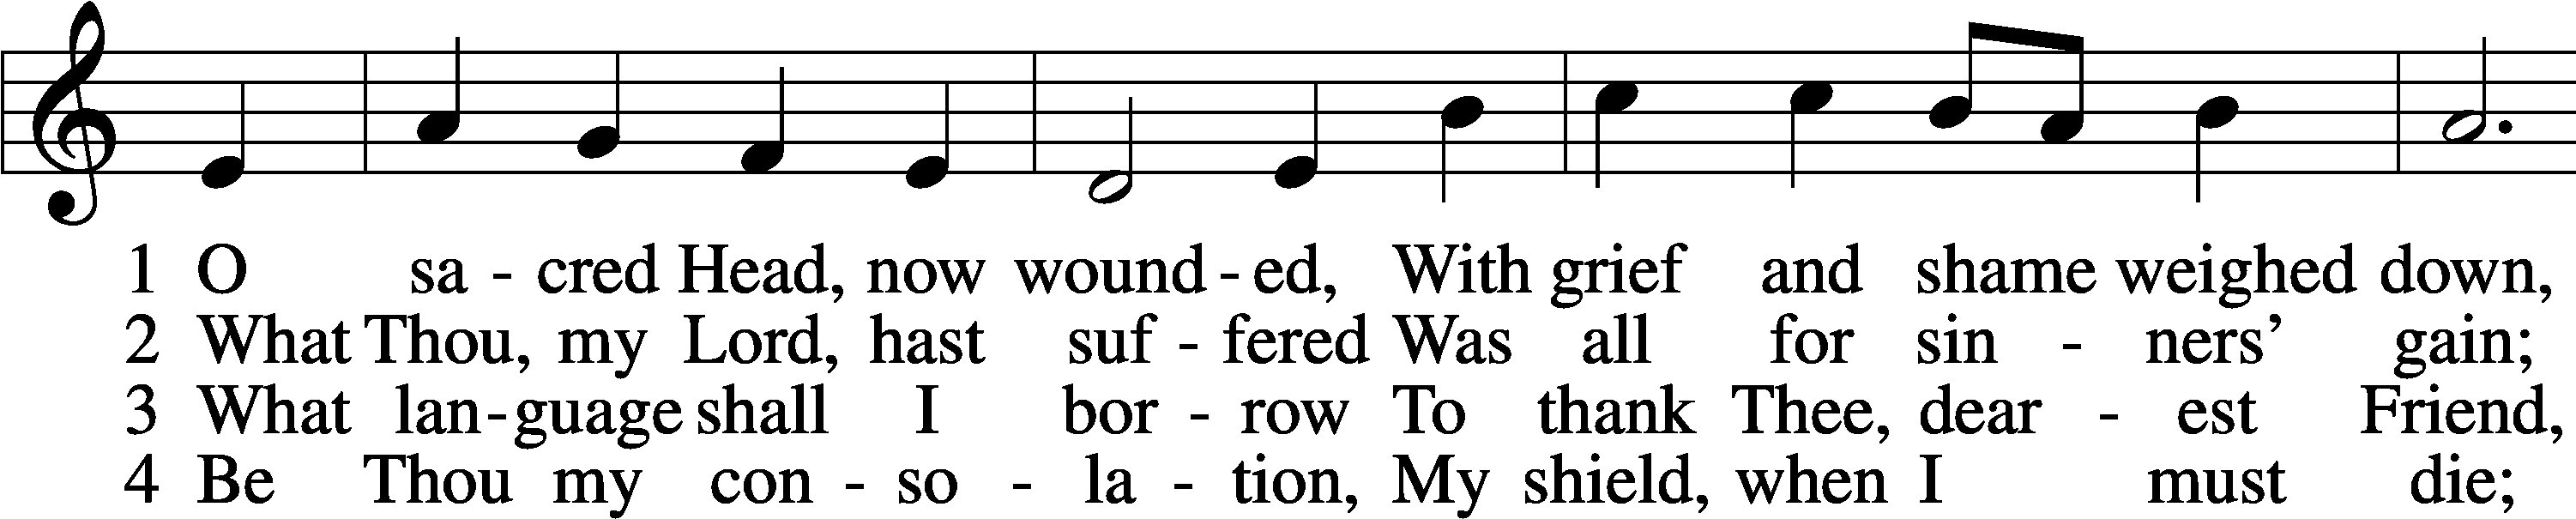 1 O sa - cred Head, now wound - ed, With grief and shame weighed down,
2 What Thou, my Lord, hast suf - fered Was all for sin - ners’ gain;
3 What lan - guage shall I bor - row To thank Thee, dear - est Friend,
4 Be Thou my con - so - la - tion, My shield, when I must die;